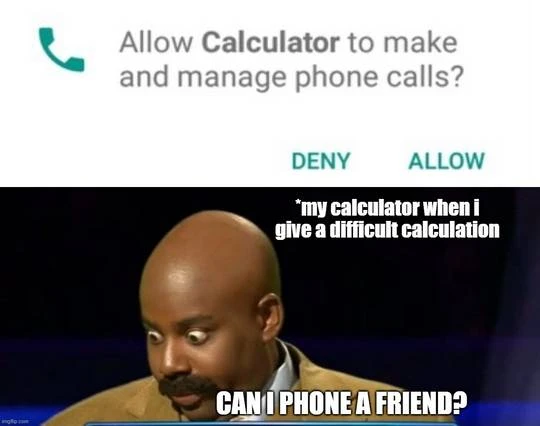 Allow Calculator to make
and manage phone calls?
DENY ALLOW
*my calculator when i
give a difficult calculation
CAN I PHONE A FRIEND?
imgflip.com